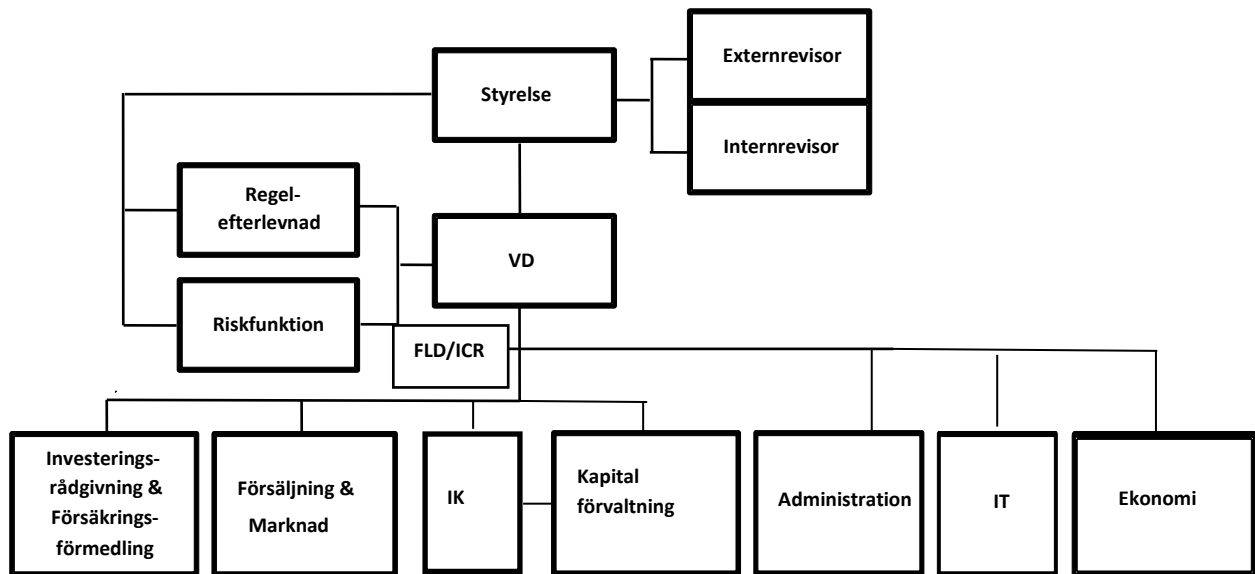 Externrevisor
Styrelse
Internrevisor
Regel-
efterlevnad
VD
Riskfunktion
FLD/ICR
Investerings-
rådgivning &
Försäkrings-
förmedling
Försäljning &
Marknad
IK
Kapital
förvaltning
Administration
IT
Ekonomi